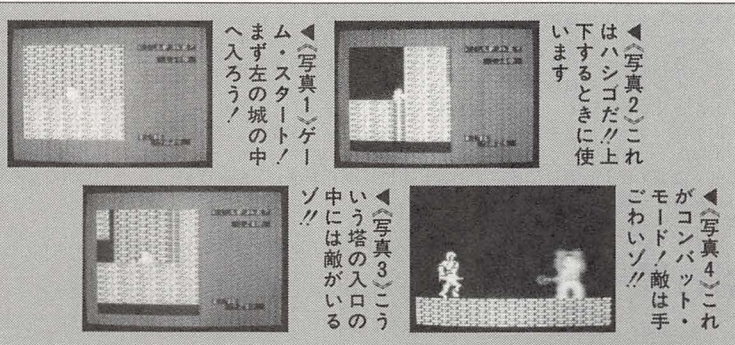 ◀《写真1》ゲー
ム・スタート!
まず左の城の中
へ入ろう!
◀《写真2》これ
はハシゴだ!!上
下するときに使
います
◀《写真3》こう
いう塔の入口の
中には敵がいる
ゾ!!
◀《写真4》これ
がコンバット・
モード!敵は手
ごわいゾ!!